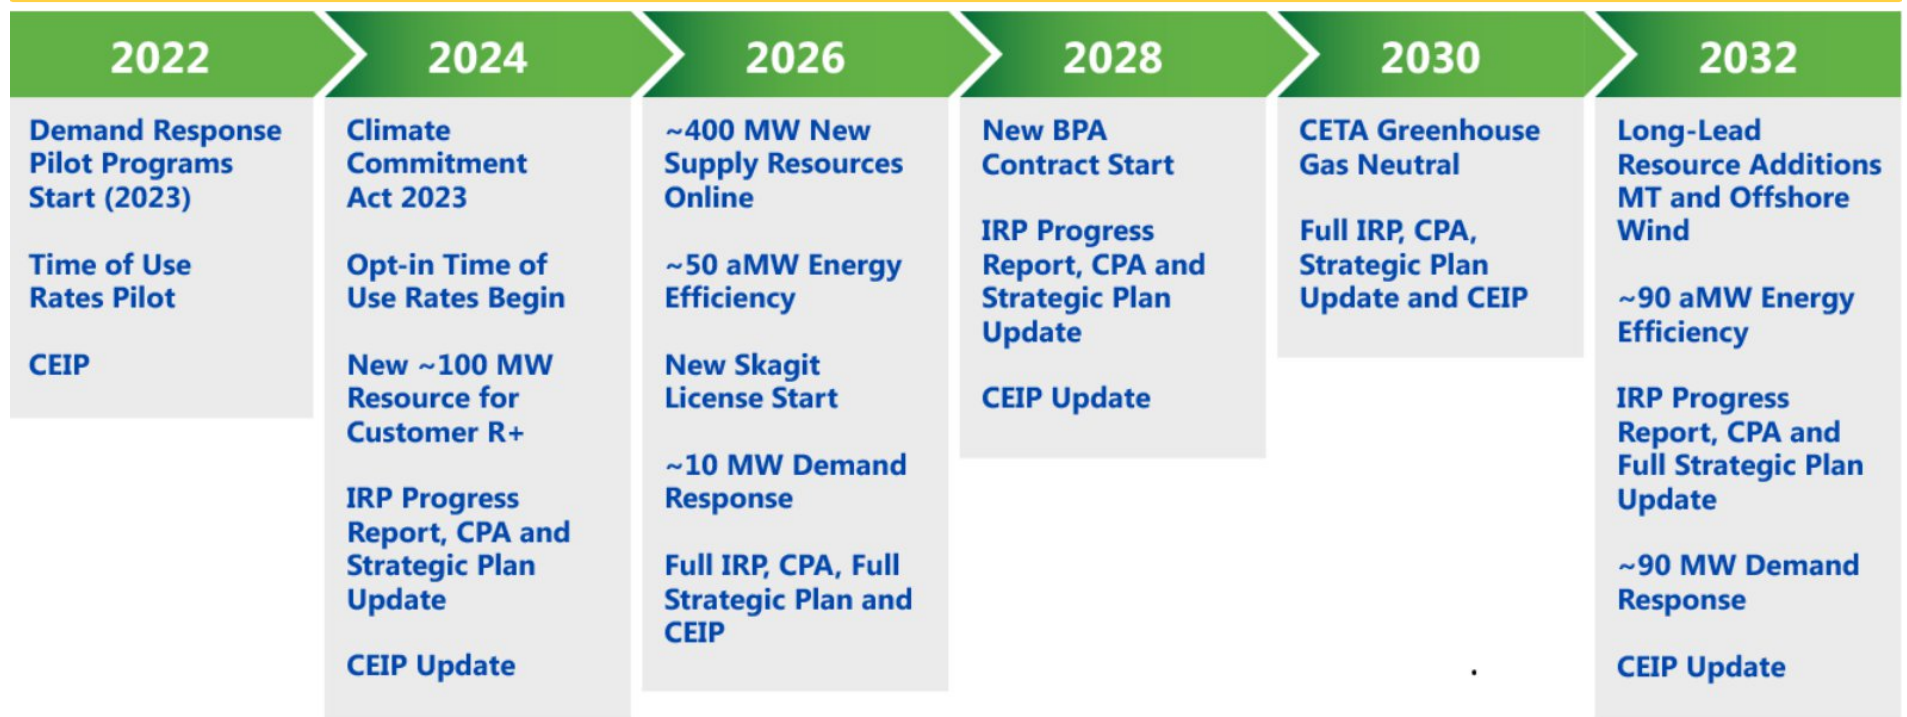 2022
Demand Response
Pilot Programs
Start (2023)
Time of Use
Rates Pilot
CEIP
2024
Climate
Commitment
Act 2023
Opt-in Time of
Use Rates Begin
New ~100 MW
Resource for
Customer R+
IRP Progress
Report, CPA and
Strategic Plan
Update
CEIP Update
2026
~400 MW New
Supply Resources
Online
~50 aMW Energy
Efficiency
New Skagit
License Start
~10 MW Demand
Response
Full IRP, CPA, Full
Strategic Plan and
CEIP
2028
New BPA
Contract Start
IRP Progress
Report, CPA and
Strategic Plan
Update
CEIP Update
2030
CETA Greenhouse
Gas Neutral
Full IRP, CPA,
Strategic Plan
Update and CEIP
2032
Long-Lead
Resource Additions
MT and Offshore
Wind
~90 aMW Energy
Efficiency
IRP Progress
Report, CPA and
Full Strategic Plan
Update
~90 MW Demand
Response
CEIP Update